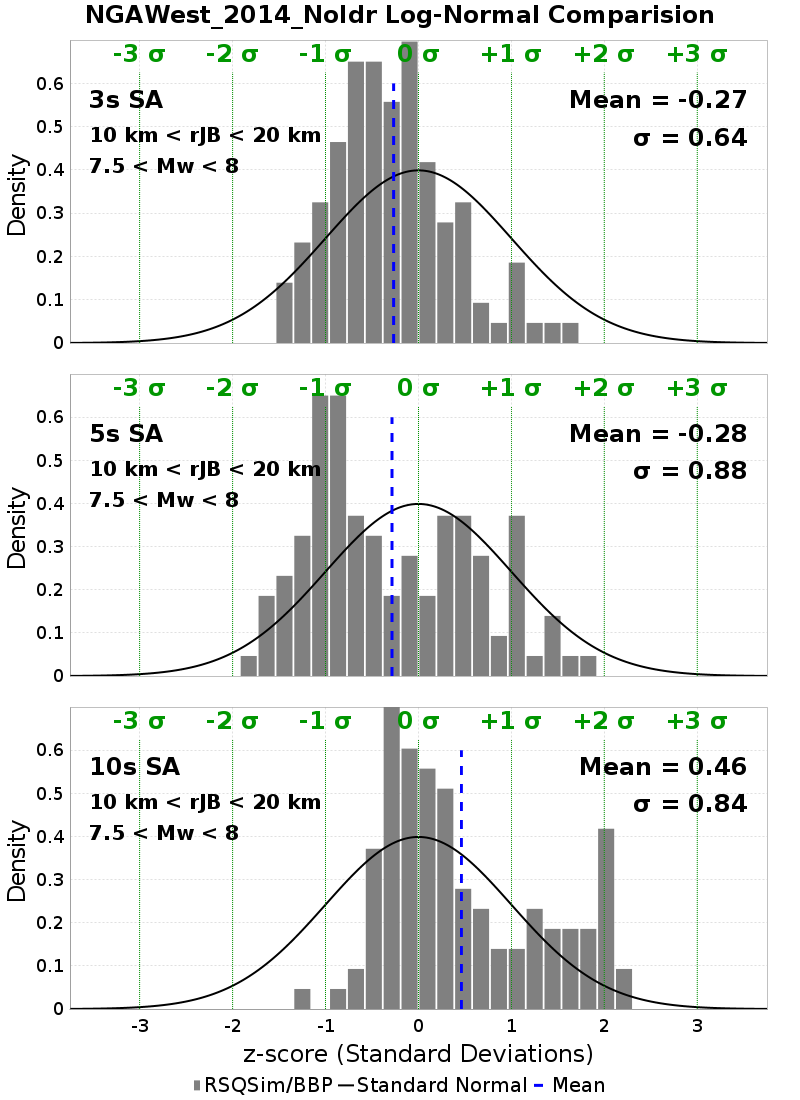 NGAWest_2014_NoIdr Log-Normal Comparision
-3 σ -2 σ -1 σ 0 σ +1 σ +2 σ +3 σ
3s SA
Mean = -0.27
10 km < rJB < 20 km
σ = 0.64
7.5 < Mw < 8
Density
0.6
0.5
0.4
0.3
0.2
0.1
0
-3 σ -2 σ -1 σ 0 σ +1 σ +2 σ +3 σ
5s SA
Mean = -0.28
10 km < rJB < 20 km
σ = 0.88
7.5 < Mw < 8
Density
0.6
0.5
0.4
0.3
0.2
0.1
0
-3 σ -2 σ -1 σ 0 σ +1 σ +2 σ +3 σ
10s SA
Mean = 0.46
10 km < rJB < 20 km
σ = 0.84
7.5 < Mw < 8
Density
0.6
0.5
0.4
0.3
0.2
0.1
0
-3 -2 -1 0 1 2 3
z-score (Standard Deviations)
RSQSim/BBP Standard Normal Mean